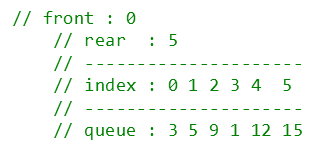 // front : 0
// rear  : 5
// ---------------------
// index : 0 1 2 3 4  5
// ---------------------
// queue : 3 5 9 1 12 15